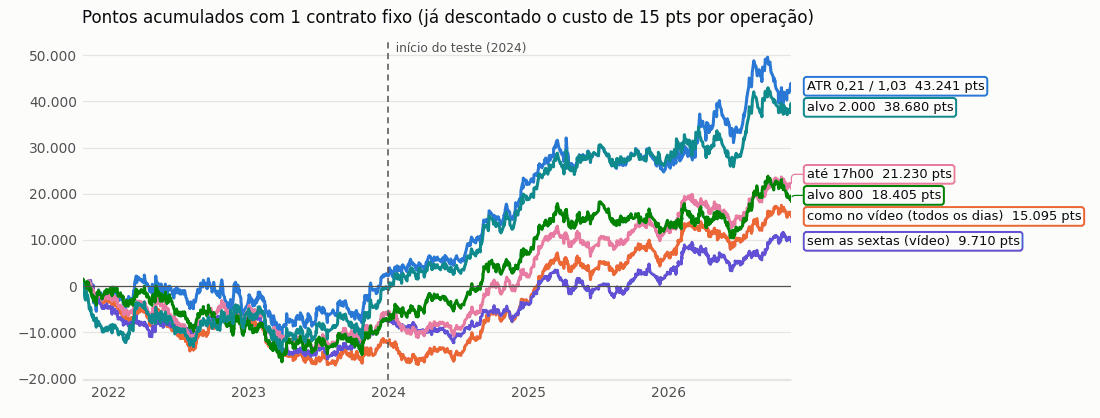 Pontos acumulados com 1 contrato fixo (já descontado o custo de 15 pts por operação)
início do teste (2024)
50.000
40.000
30.000
20.000
10.000
0
−10.000
−20.000
ATR 0,21 / 1,03  43.241 pts
alvo 2.000  38.680 pts
até 17h00  21.230 pts
alvo 800  18.405 pts
como no vídeo (todos os dias)  15.095 pts
sem as sextas (vídeo)  9.710 pts
2022 2023 2024 2025 2026